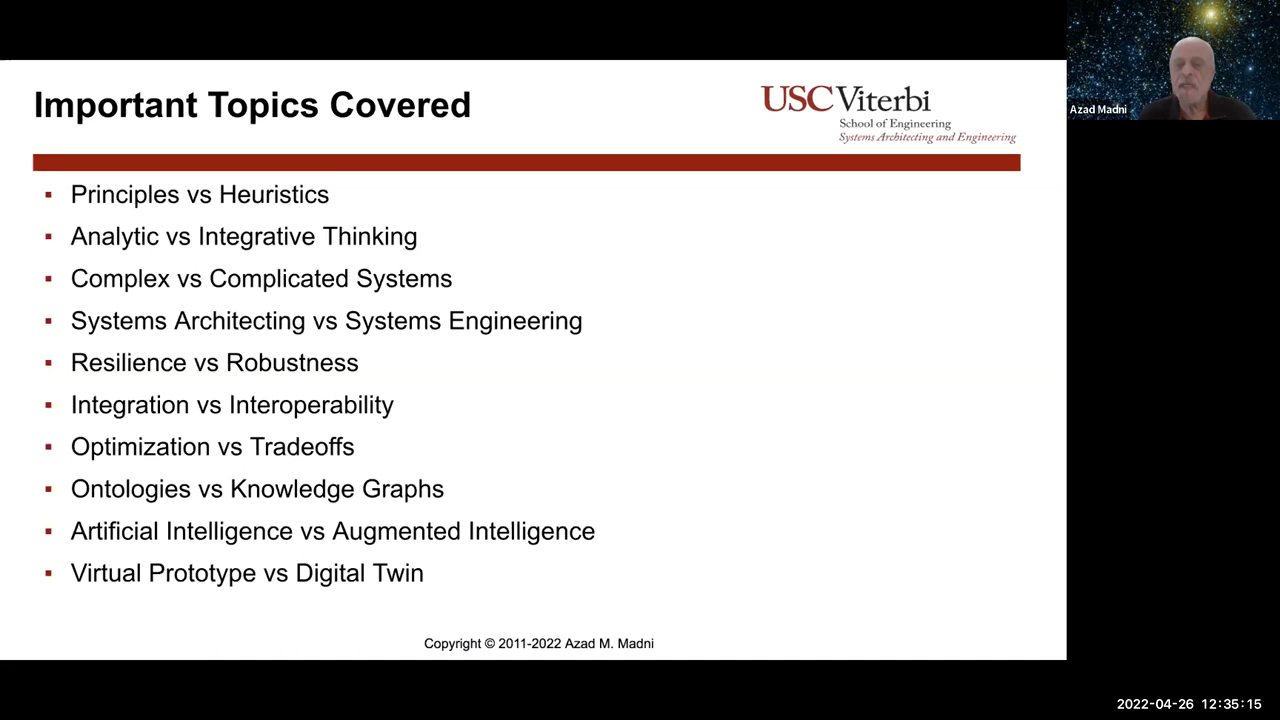 Important Topics Covered
USC Viterbi
School of Engineering
Systems Architecting and Engineering
Azad Madni
▪ Principles vs Heuristics
▪ Analytic vs Integrative Thinking
▪ Complex vs Complicated Systems
▪ Systems Architecting vs Systems Engineering
▪ Resilience vs Robustness
▪ Integration vs Interoperability
▪ Optimization vs Tradeoffs
▪ Ontologies vs Knowledge Graphs
▪ Artificial Intelligence vs Augmented Intelligence
▪ Virtual Prototype vs Digital Twin
Copyright © 2011-2022 Azad M. Madni
2022-04-26 12:35:15